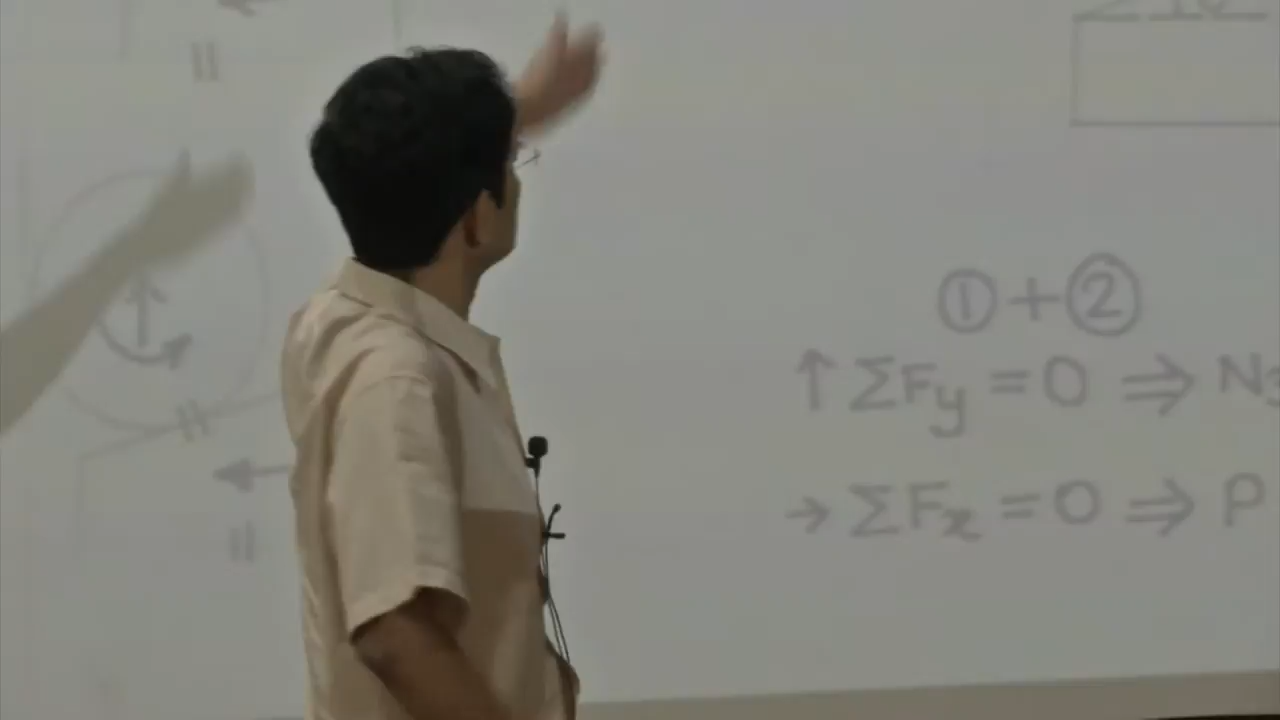 ① + ②
↑ ΣFy = 0 ⇒ N
→ ΣFx = 0 ⇒ P